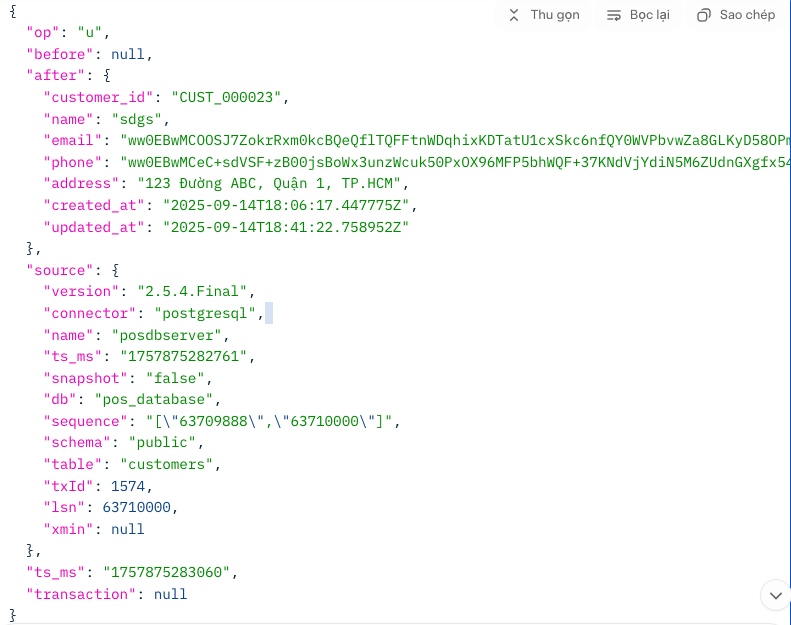 {
Thu gọn Bọc lại Sao chép
"op": "u",
"before": null,
"after": {
"customer_id": "CUST_000023",
"name": "sdgs",
"email": "ww0EBwMCOOSJ7ZokrRxm0kcBQeQflTQFFtnWDqhixKDTatU1cxSkc6nfQY0WVPbvwZa8GLKyD58OPm
"phone": "ww0EBwMCeC+sdVSF+zB00jsBoWx3unzWcuk50PxOX96MFP5bhWQF+37KNdVjYdiN5M6ZUdnGXgfx54
"address": "123 Đường ABC, Quận 1, TP.HCM",
"created_at": "2025-09-14T18:06:17.447775Z",
"updated_at": "2025-09-14T18:41:22.758952Z"
},
"source": {
"version": "2.5.4.Final",
"connector": "postgresql",
"name": "posdbserver",
"ts_ms": "1757875282761",
"snapshot": "false",
"db": "pos_database",
"sequence": "[\"63709888\",\"63710000\"]",
"schema": "public",
"table": "customers",
"txId": 1574,
"lsn": 63710000,
"xmin": null
},
"ts_ms": "1757875283060",
"transaction": null
}